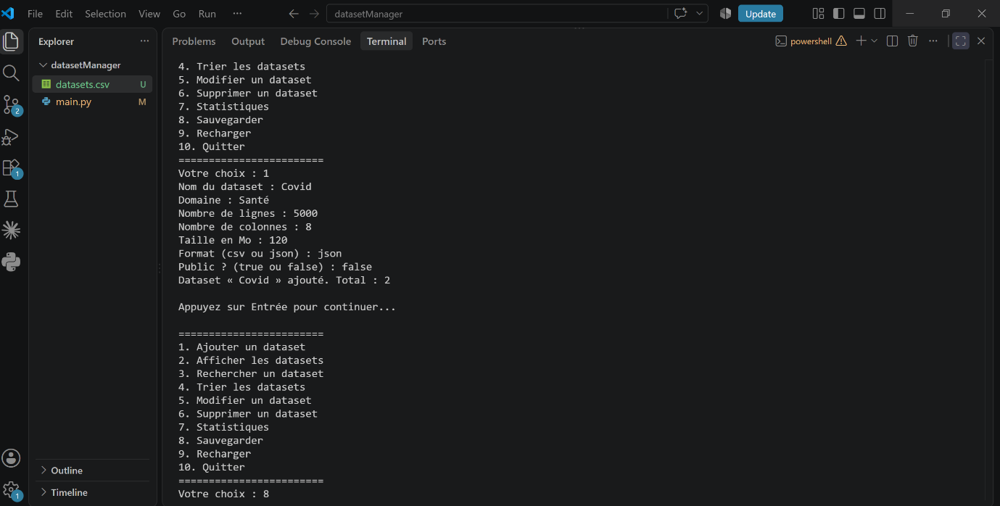 File Edit Selection View Go Run ··· datasetManager Update
Explorer ···
datasetManager
datasets.csv U
main.py M
2
1
Outline
Timeline
1
Problems Output Debug Console Terminal Ports powershell ···
4. Trier les datasets
5. Modifier un dataset
6. Supprimer un dataset
7. Statistiques
8. Sauvegarder
9. Recharger
10. Quitter
========================
Votre choix : 1
Nom du dataset : Covid
Domaine : Santé
Nombre de lignes : 5000
Nombre de colonnes : 8
Taille en Mo : 120
Format (csv ou json) : json
Public ? (true ou false) : false
Dataset « Covid » ajouté. Total : 2
Appuyez sur Entrée pour continuer...
========================
1. Ajouter un dataset
2. Afficher les datasets
3. Rechercher un dataset
4. Trier les datasets
5. Modifier un dataset
6. Supprimer un dataset
7. Statistiques
8. Sauvegarder
9. Recharger
10. Quitter
========================
Votre choix : 8